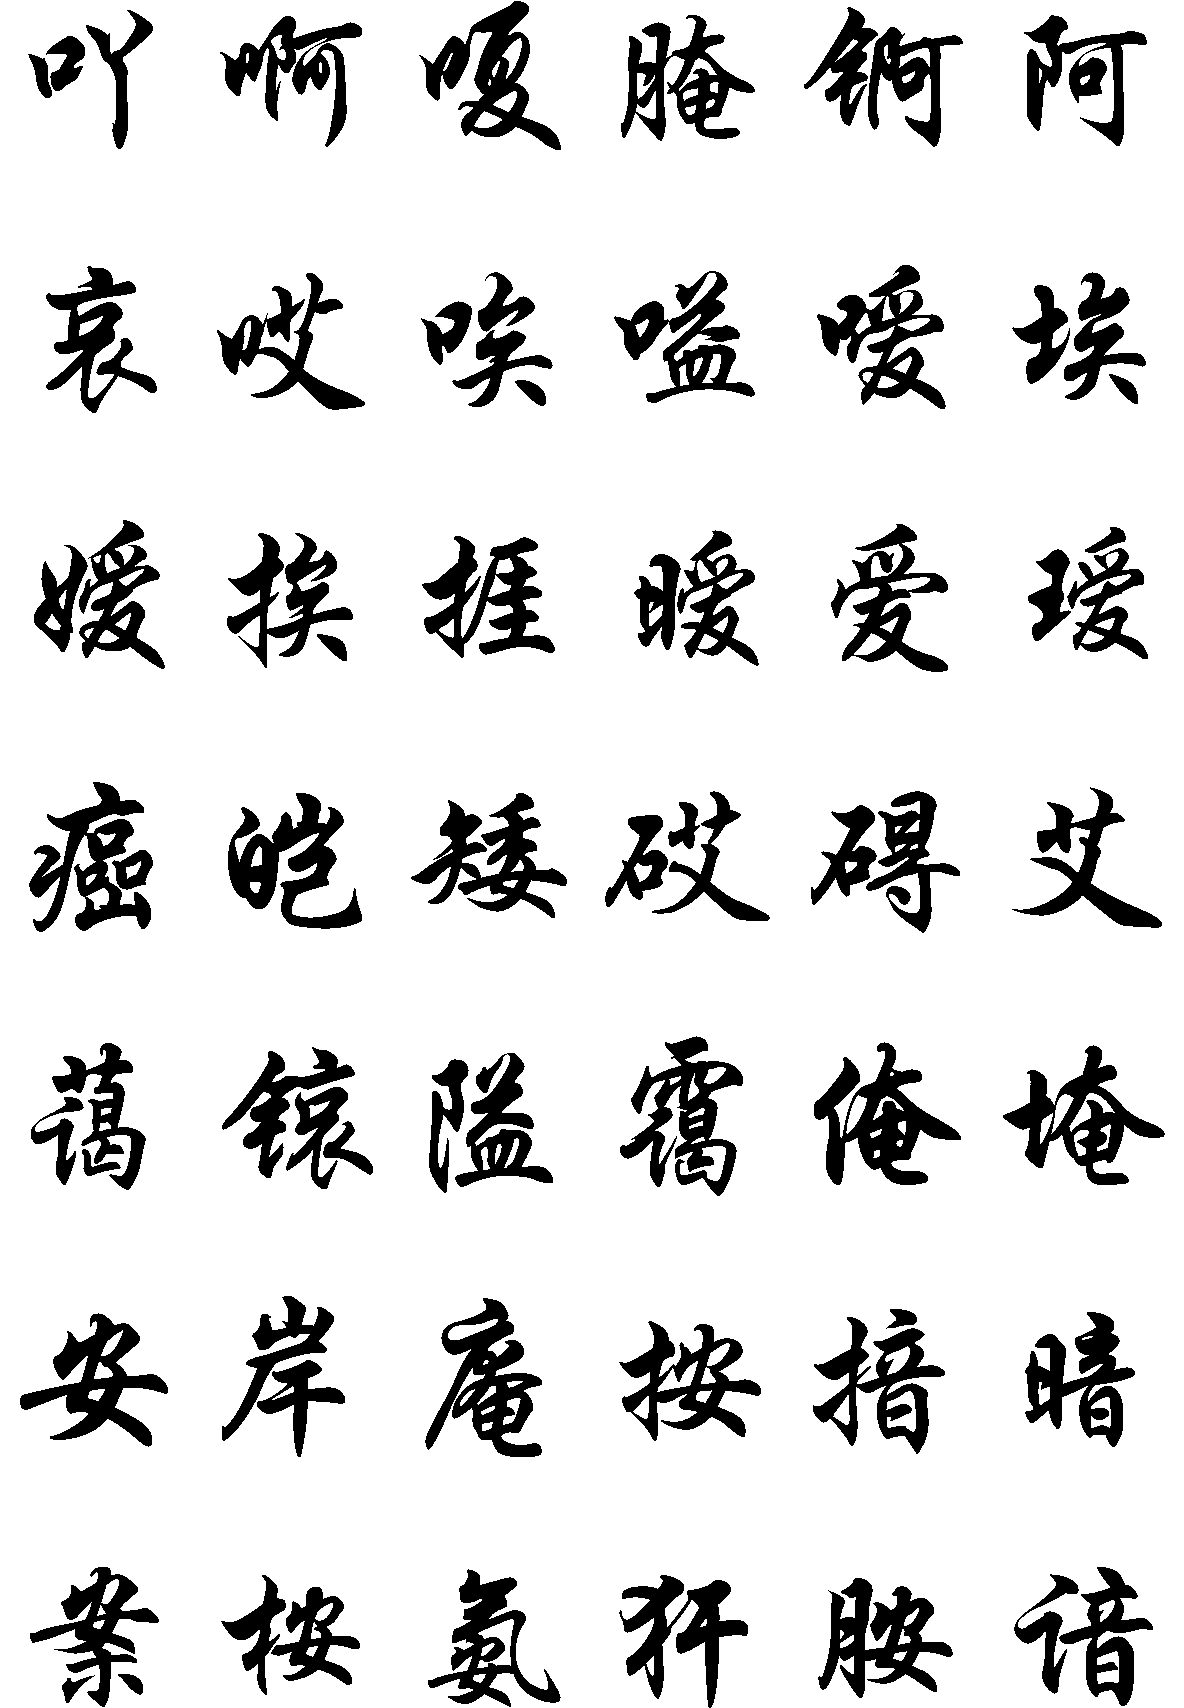 吖啊嗄腌锕阿
哀哎唉嗌嗳埃
嫒挨捱暧爱瑷
癌皑矮砹碍艾
蔼锿隘霭俺埯
安岸庵按揞暗
案桉氨犴胺谙